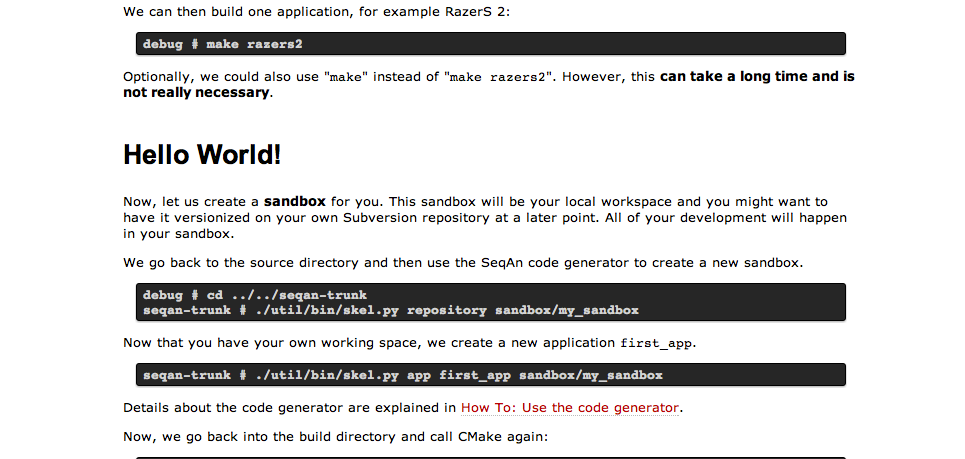 We can then build one application, for example RazerS 2:
debug # make razers2
Optionally, we could also use "make" instead of "make razers2". However, this can take a long time and is
not really necessary.
Hello World!
Now, let us create a sandbox for you. This sandbox will be your local workspace and you might want to
have it versionized on your own Subversion repository at a later point. All of your development will happen
in your sandbox.
We go back to the source directory and then use the SeqAn code generator to create a new sandbox.
debug # cd ../../seqan-trunk
seqan-trunk # ./util/bin/skel.py repository sandbox/my_sandbox
Now that you have your own working space, we create a new application first_app.
seqan-trunk # ./util/bin/skel.py app first_app sandbox/my_sandbox
Details about the code generator are explained in How To: Use the code generator.
Now, we go back into the build directory and call CMake again: